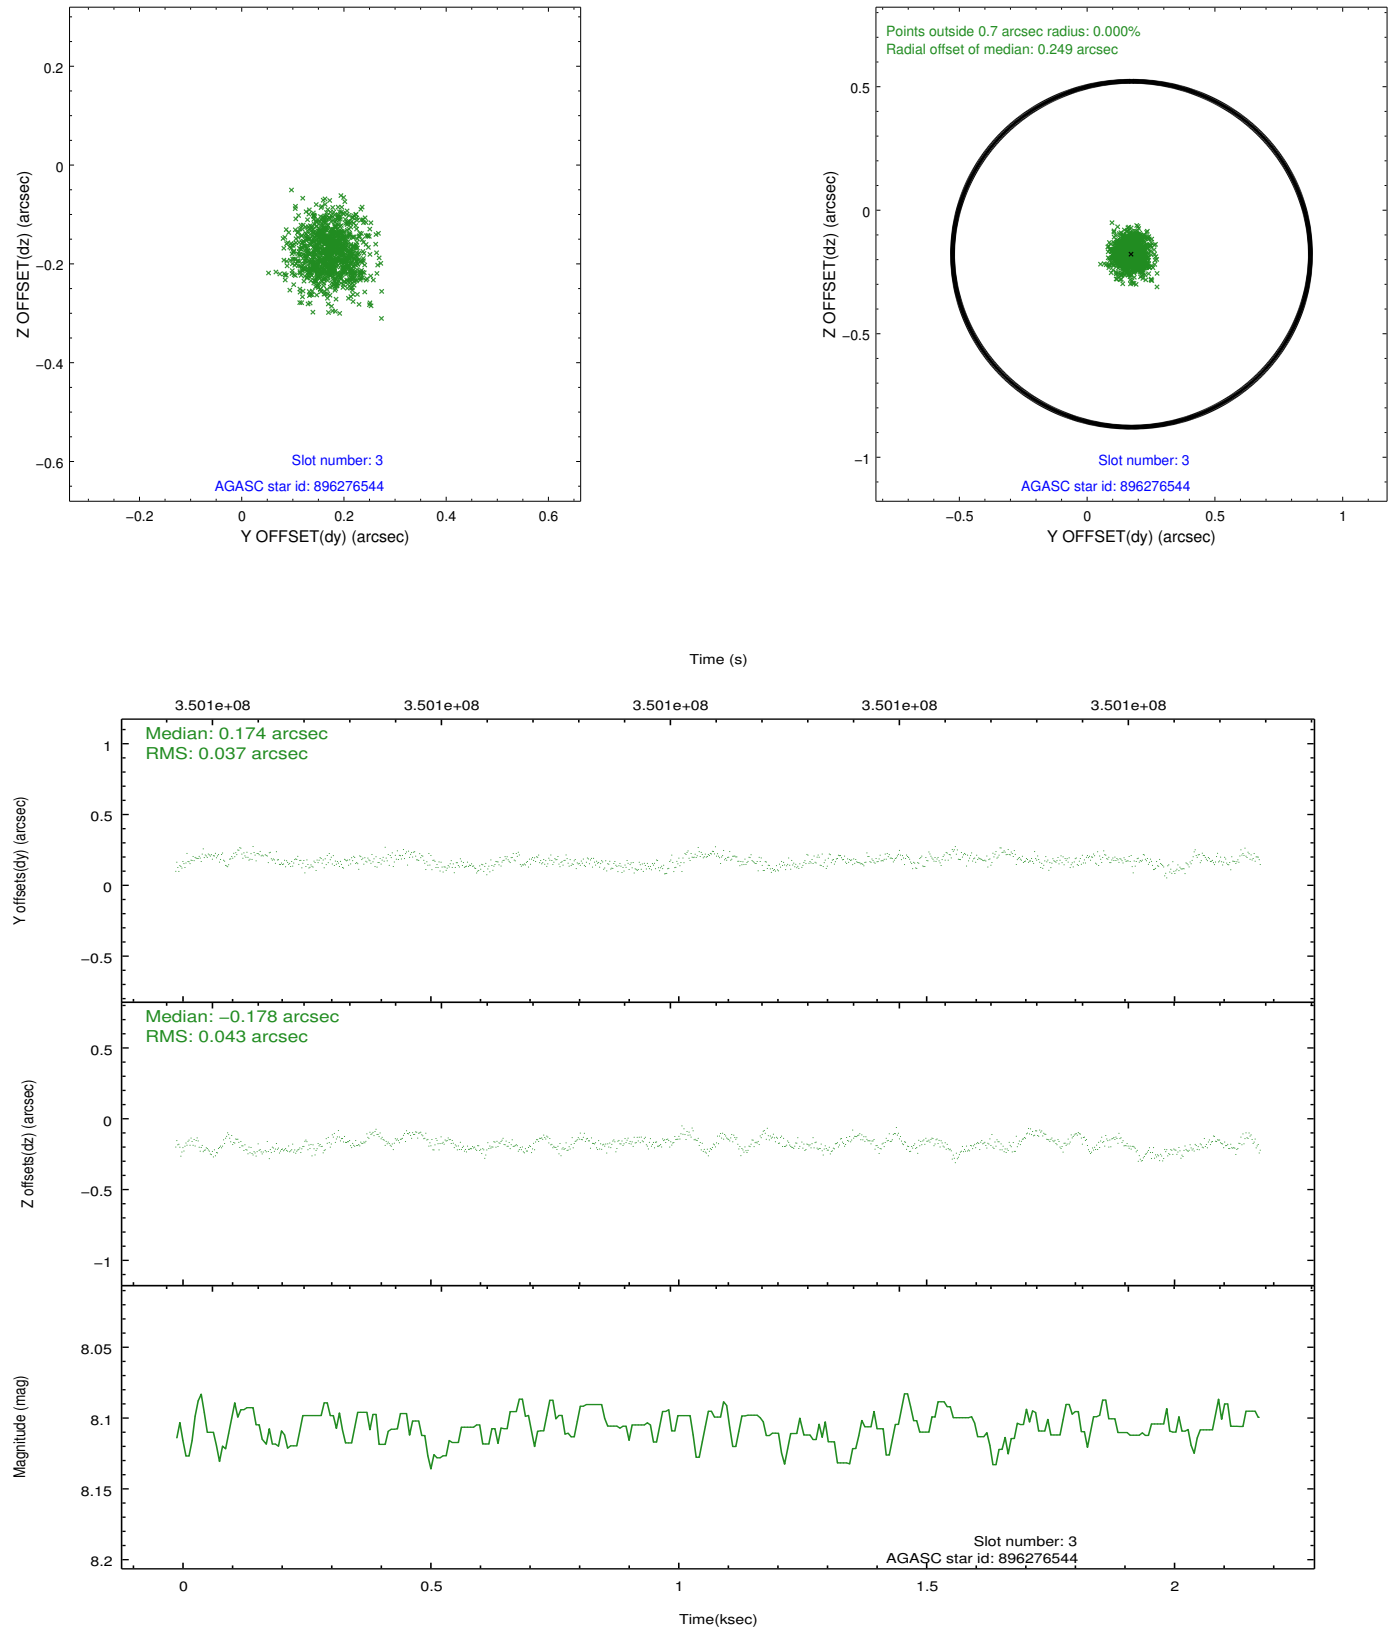 0.2
0
−0.2
−0.4
−0.6
Z OFFSET(dz) (arcsec)
Slot number: 3
AGASC star id: 896276544
−0.2 0 0.2 0.4 0.6
Y OFFSET(dy) (arcsec)
Points outside 0.7 arcsec radius: 0.000%
Radial offset of median: 0.249 arcsec
0.5
0
−0.5
−1
Z OFFSET(dz) (arcsec)
Slot number: 3
AGASC star id: 896276544
−0.5 0 0.5 1
Y OFFSET(dy) (arcsec)
Time (s)
3.501e+08 3.501e+08 3.501e+08 3.501e+08 3.501e+08
Median: 0.174 arcsec
RMS: 0.037 arcsec
1
0.5
0
−0.5
Y offsets(dy) (arcsec)
Median: −0.178 arcsec
RMS: 0.043 arcsec
0.5
0
−0.5
−1
Z offsets(dz) (arcsec)
8.05
8.1
8.15
8.2
Magnitude (mag)
Slot number: 3
AGASC star id: 896276544
0 0.5 1 1.5 2
Time(ksec)